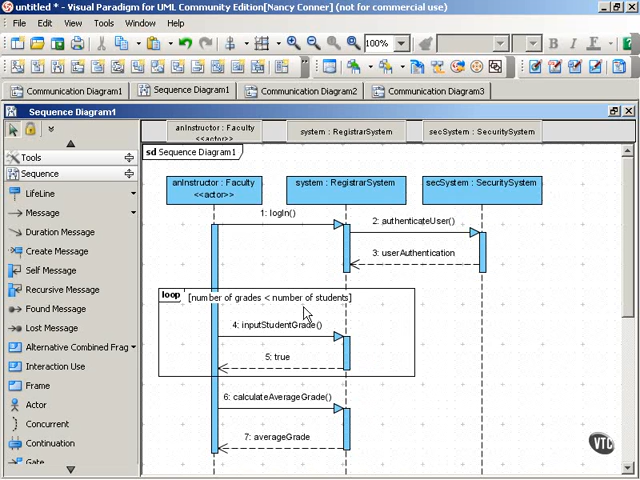 untitled * - Visual Paradigm for UML Community Edition[Nancy Conner] (not for commercial use)
File Edit View Tools Window Help
100%
B I
Communication Diagram1 Sequence Diagram1 Communication Diagram2 Communication Diagram3
Sequence Diagram1
anInstructor : Faculty
<<actor>>
system : RegistrarSystem
secSystem : SecuritySystem
Tools
Sequence
LifeLine
Message
Duration Message
Create Message
Self Message
Recursive Message
Found Message
Lost Message
Alternative Combined Frag
Interaction Use
Frame
Actor
Concurrent
Continuation
Gate
sd Sequence Diagram1
anInstructor : Faculty
<<actor>>
system : RegistrarSystem
secSystem : SecuritySystem
1: logIn()
2: authenticateUser()
3: userAuthentication
loop
[number of grades < number of students]
4: inputStudentGrade()
5: true
6: calculateAverageGrade()
7: averageGrade
VTC